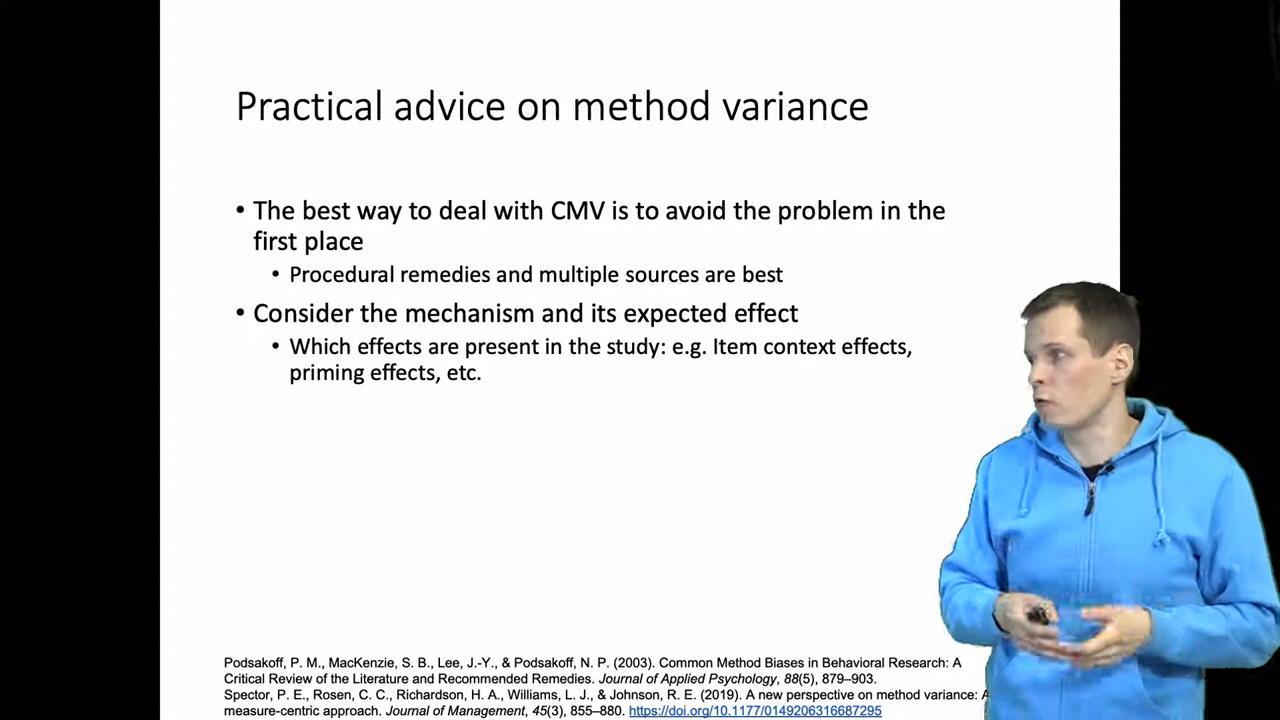 Practical advice on method variance
• The best way to deal with CMV is to avoid the problem in the
first place
• Procedural remedies and multiple sources are best
• Consider the mechanism and its expected effect
• Which effects are present in the study: e.g. Item context effects,
priming effects, etc.
Podsakoff, P. M., MacKenzie, S. B., Lee, J.-Y., & Podsakoff, N. P. (2003). Common Method Biases in Behavioral Research: A
Critical Review of the Literature and Recommended Remedies. Journal of Applied Psychology, 88(5), 879–903.
Spector, P. E., Rosen, C. C., Richardson, H. A., Williams, L. J., & Johnson, R. E. (2019). A new perspective on method variance: A
measure-centric approach. Journal of Management, 45(3), 855–880. https://doi.org/10.1177/0149206316687295